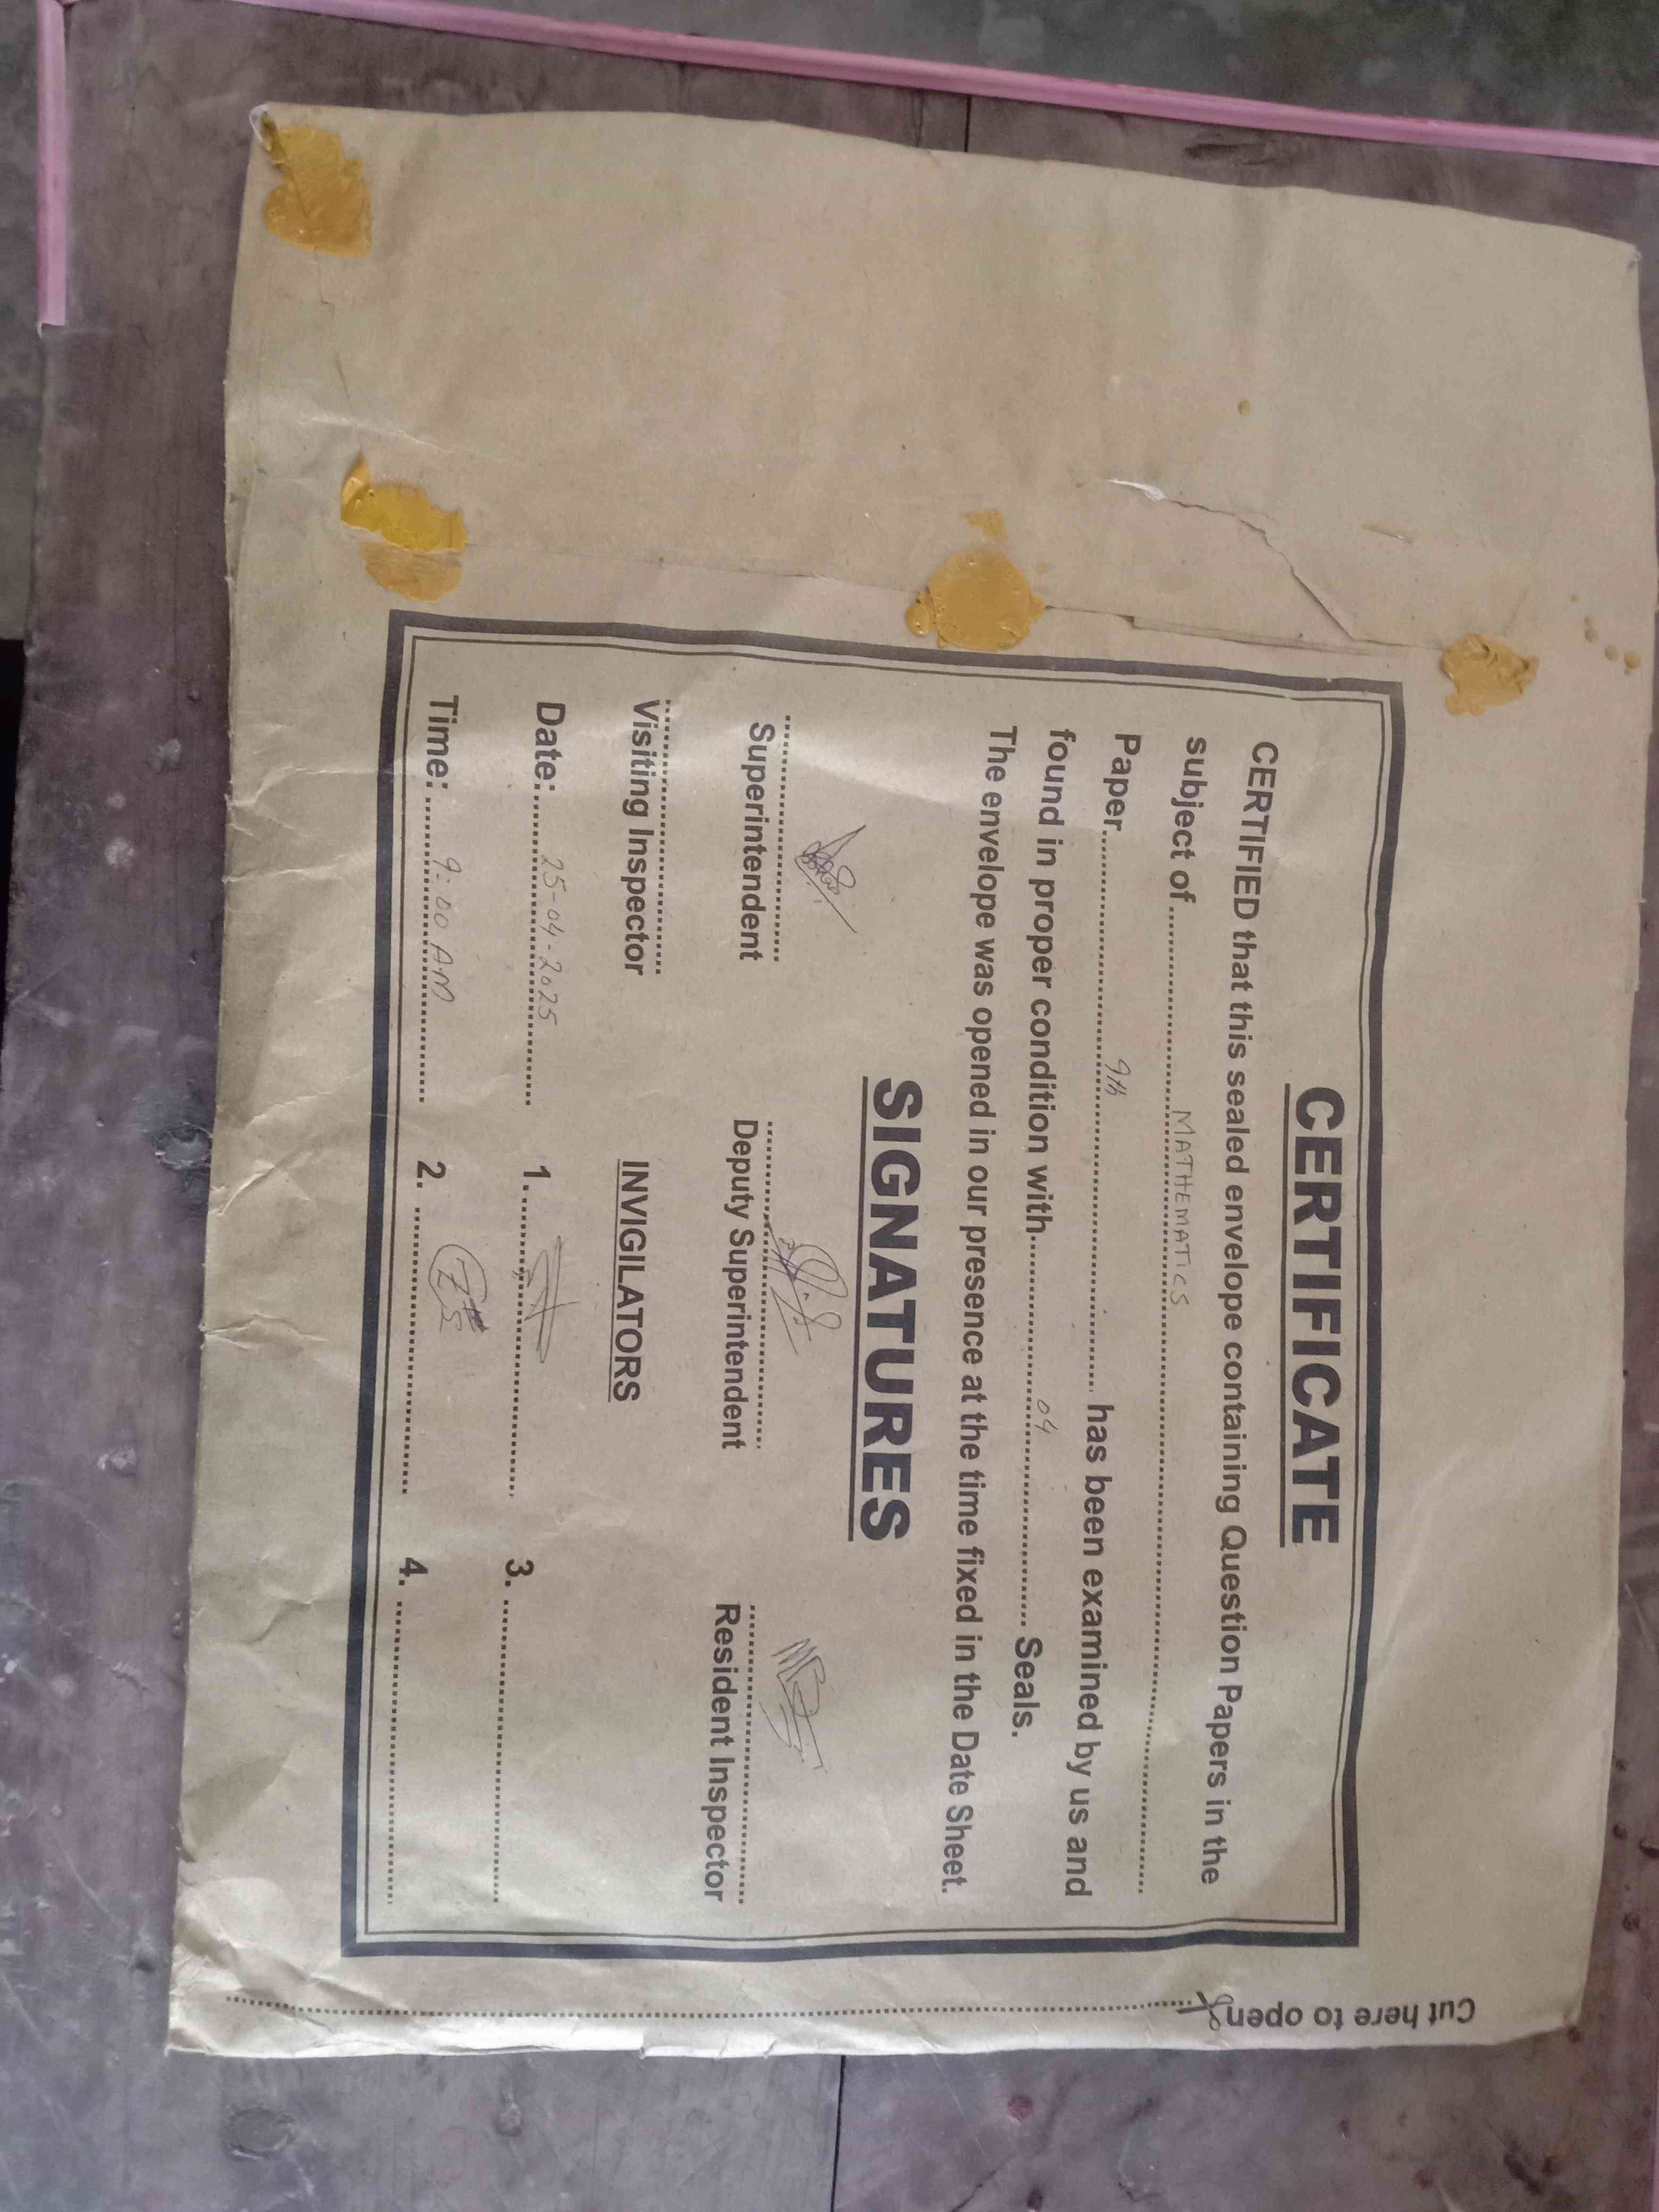 CERTIFICATE
CERTIFIED that this sealed envelope containing Question Papers in the
subject of..........MATHEMATICS..........
Paper..........9th.......... has been examined by us and
found in proper condition with..........04.......... Seals.
The envelope was opened in our presence at the time fixed in the Date Sheet.
SIGNATURES
Superintendent Deputy Superintendent Resident Inspector
Visiting Inspector INVIGILATORS
Date:..........25-04-2025.......... 1........... 3. ..........
Time:..........9:00 AM.......... 2. .......... 4. ..........
Cut here to open